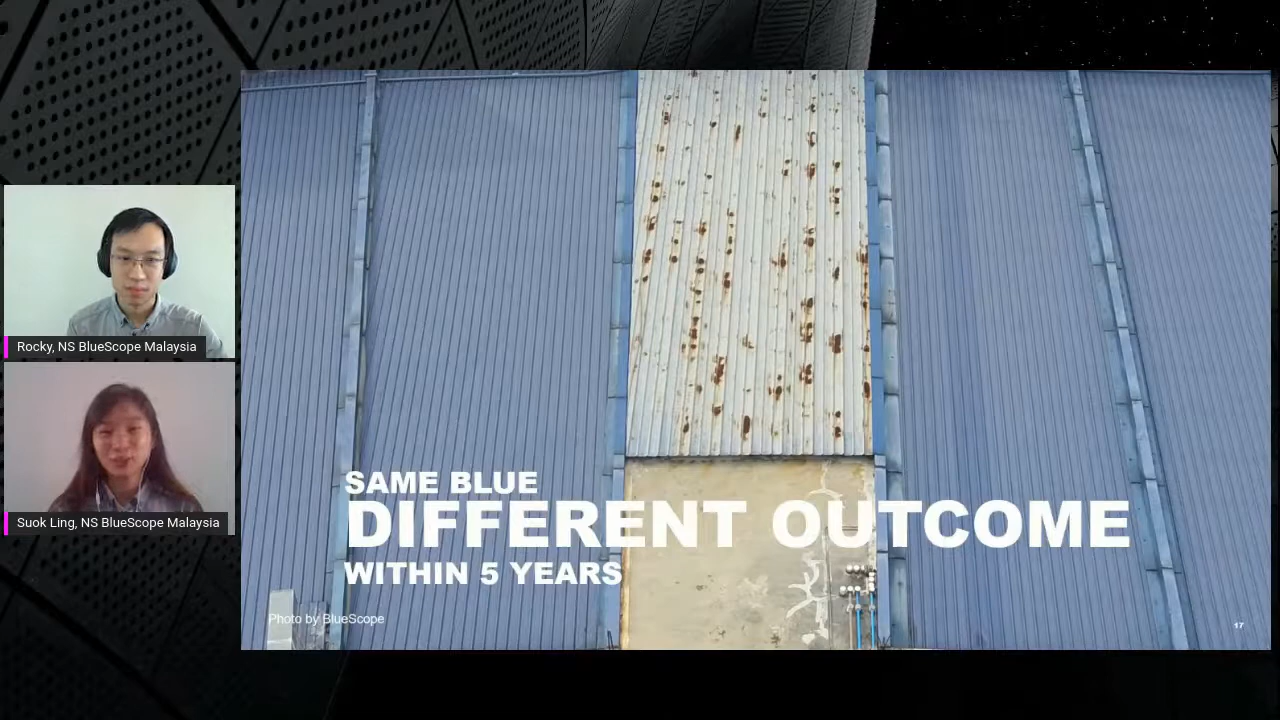 Rocky, NS BlueScope Malaysia
Suok Ling, NS BlueScope Malaysia
SAME BLUE
DIFFERENT OUTCOME
WITHIN 5 YEARS
Photo by BlueScope
17